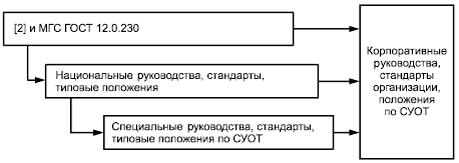 [2] и МГС ГОСТ 12.0.230
Национальные руководства, стандарты,
типовые положения
Специальные руководства, стандарты,
типовые положения по СУОТ
Корпоративные
руководства,
стандарты
организации,
положения
по СУОТ